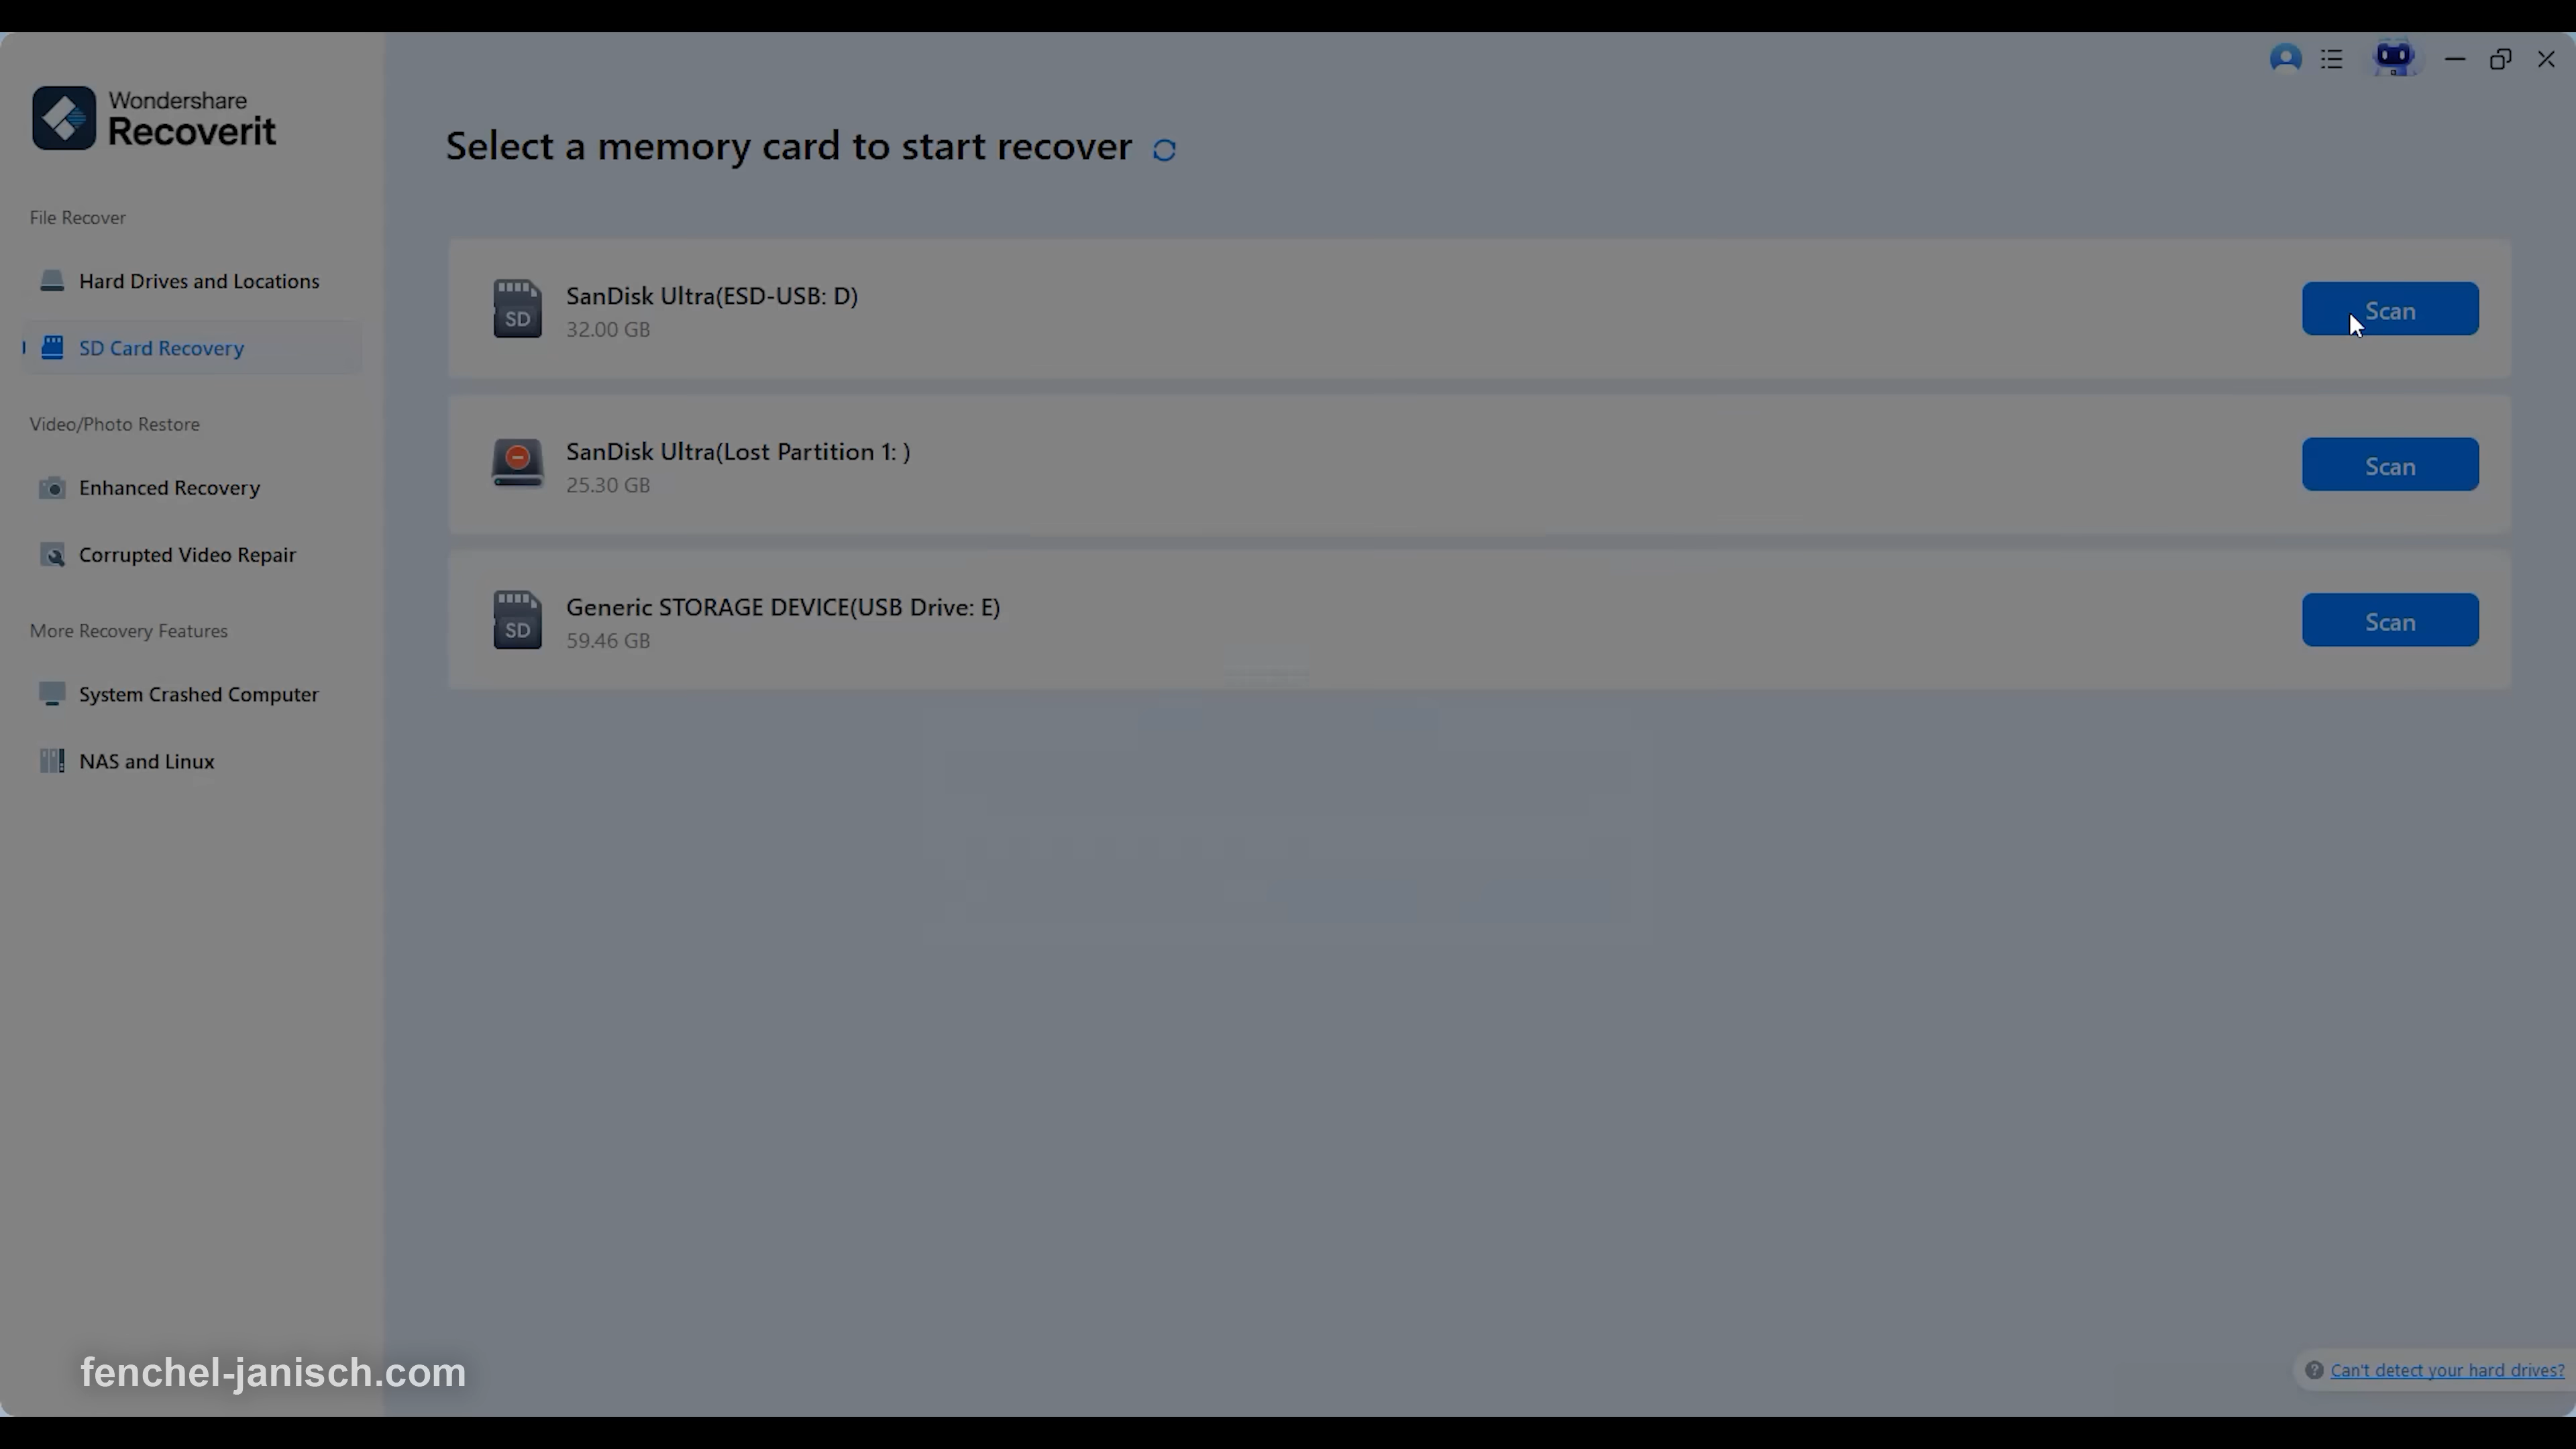 Wondershare
Recoverit
File Recover
Hard Drives and Locations
SD Card Recovery
Video/Photo Restore
Enhanced Recovery
Corrupted Video Repair
More Recovery Features
System Crashed Computer
NAS and Linux
Select a memory card to start recover
SD
SanDisk Ultra(ESD-USB: D)
32.00 GB
Scan
SanDisk Ultra(Lost Partition 1: )
25.30 GB
Scan
SD
Generic STORAGE DEVICE(USB Drive: E)
59.46 GB
Scan
fenchel-janisch.com
? Can't detect your hard drives?